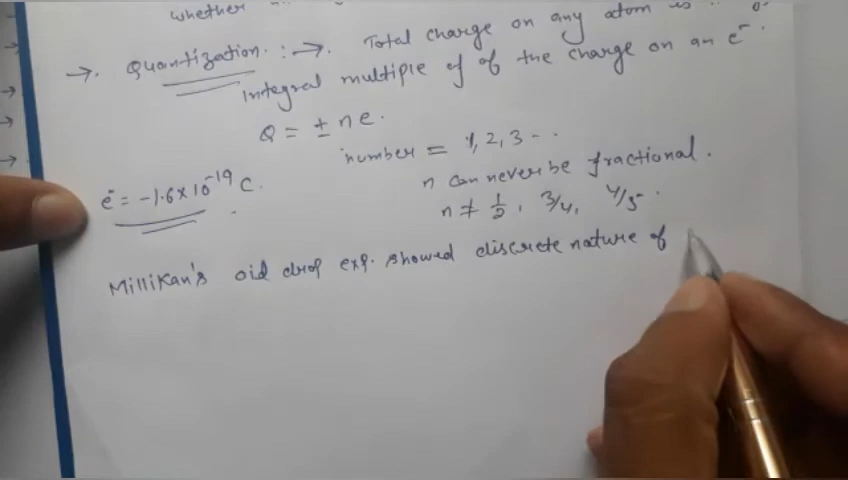 whether
→. Quantization. : →. Total charge on any atom is
Integral multiple of of the charge on an e⁻.
Q = ± n e.
number = 1, 2, 3 - - .
n can never be fractional.
e⁻ = -1.6 x 10⁻¹⁹ C.
n ≠ 1/2, 3/4, 4/5 - .
Millikan's oid drop exp. showed discrete nature of